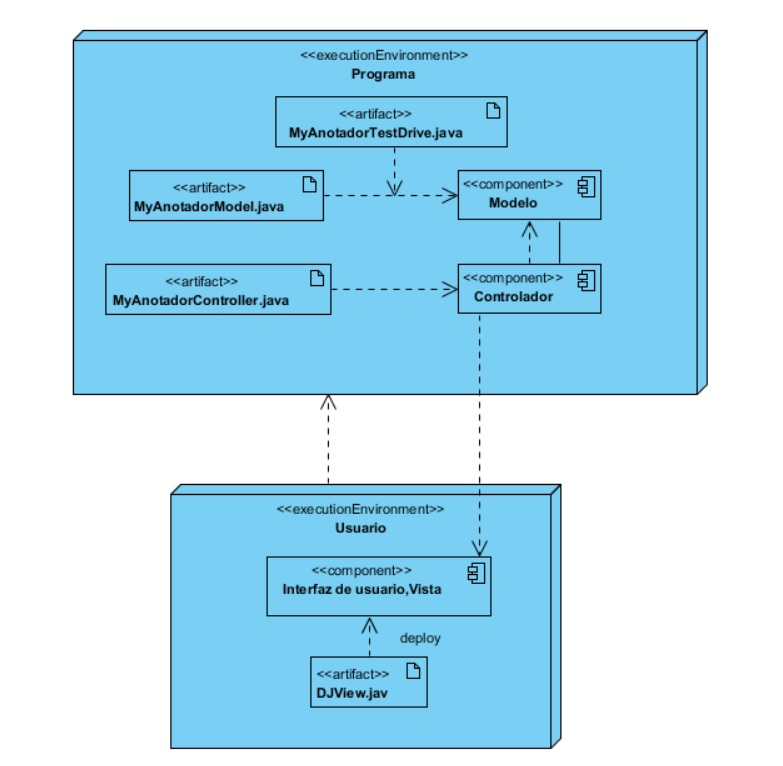 <<executionEnvironment>>
Programa
<<artifact>>
MyAnotadorTestDrive.java
<<artifact>>
MyAnotadorModel.java
<<component>>
Modelo
<<artifact>>
MyAnotadorController.java
<<component>>
Controlador
<<executionEnvironment>>
Usuario
<<component>>
Interfaz de usuario,Vista
deploy
<<artifact>>
DJView.jav